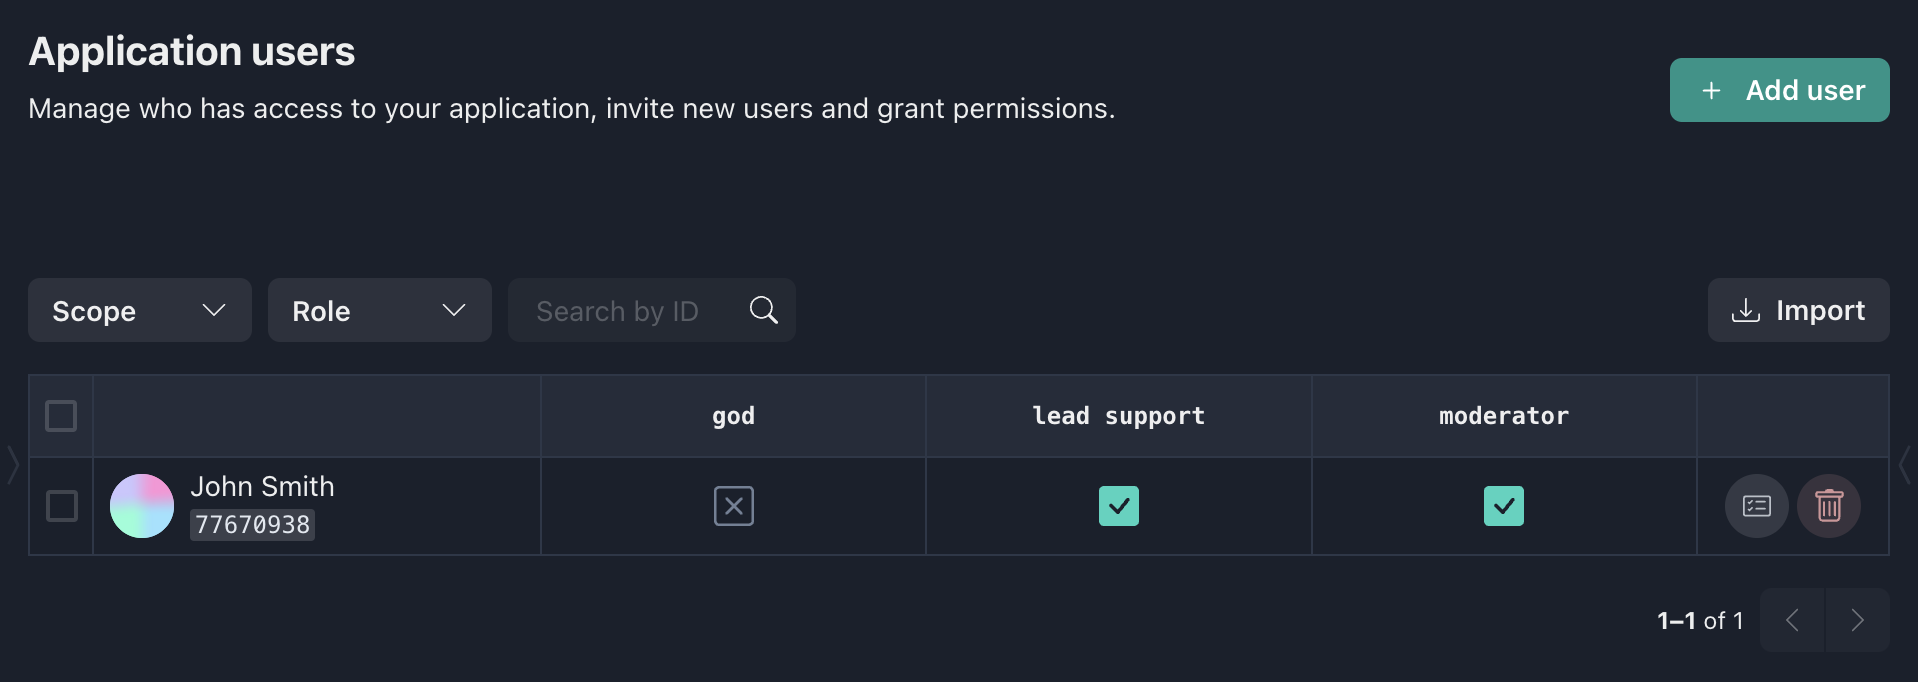 Application users
Manage who has access to your application, invite new users and grant permissions.
+ Add user
Scope
Role
Search by ID
Import
god
lead support
moderator
John Smith
77670938
1–1 of 1